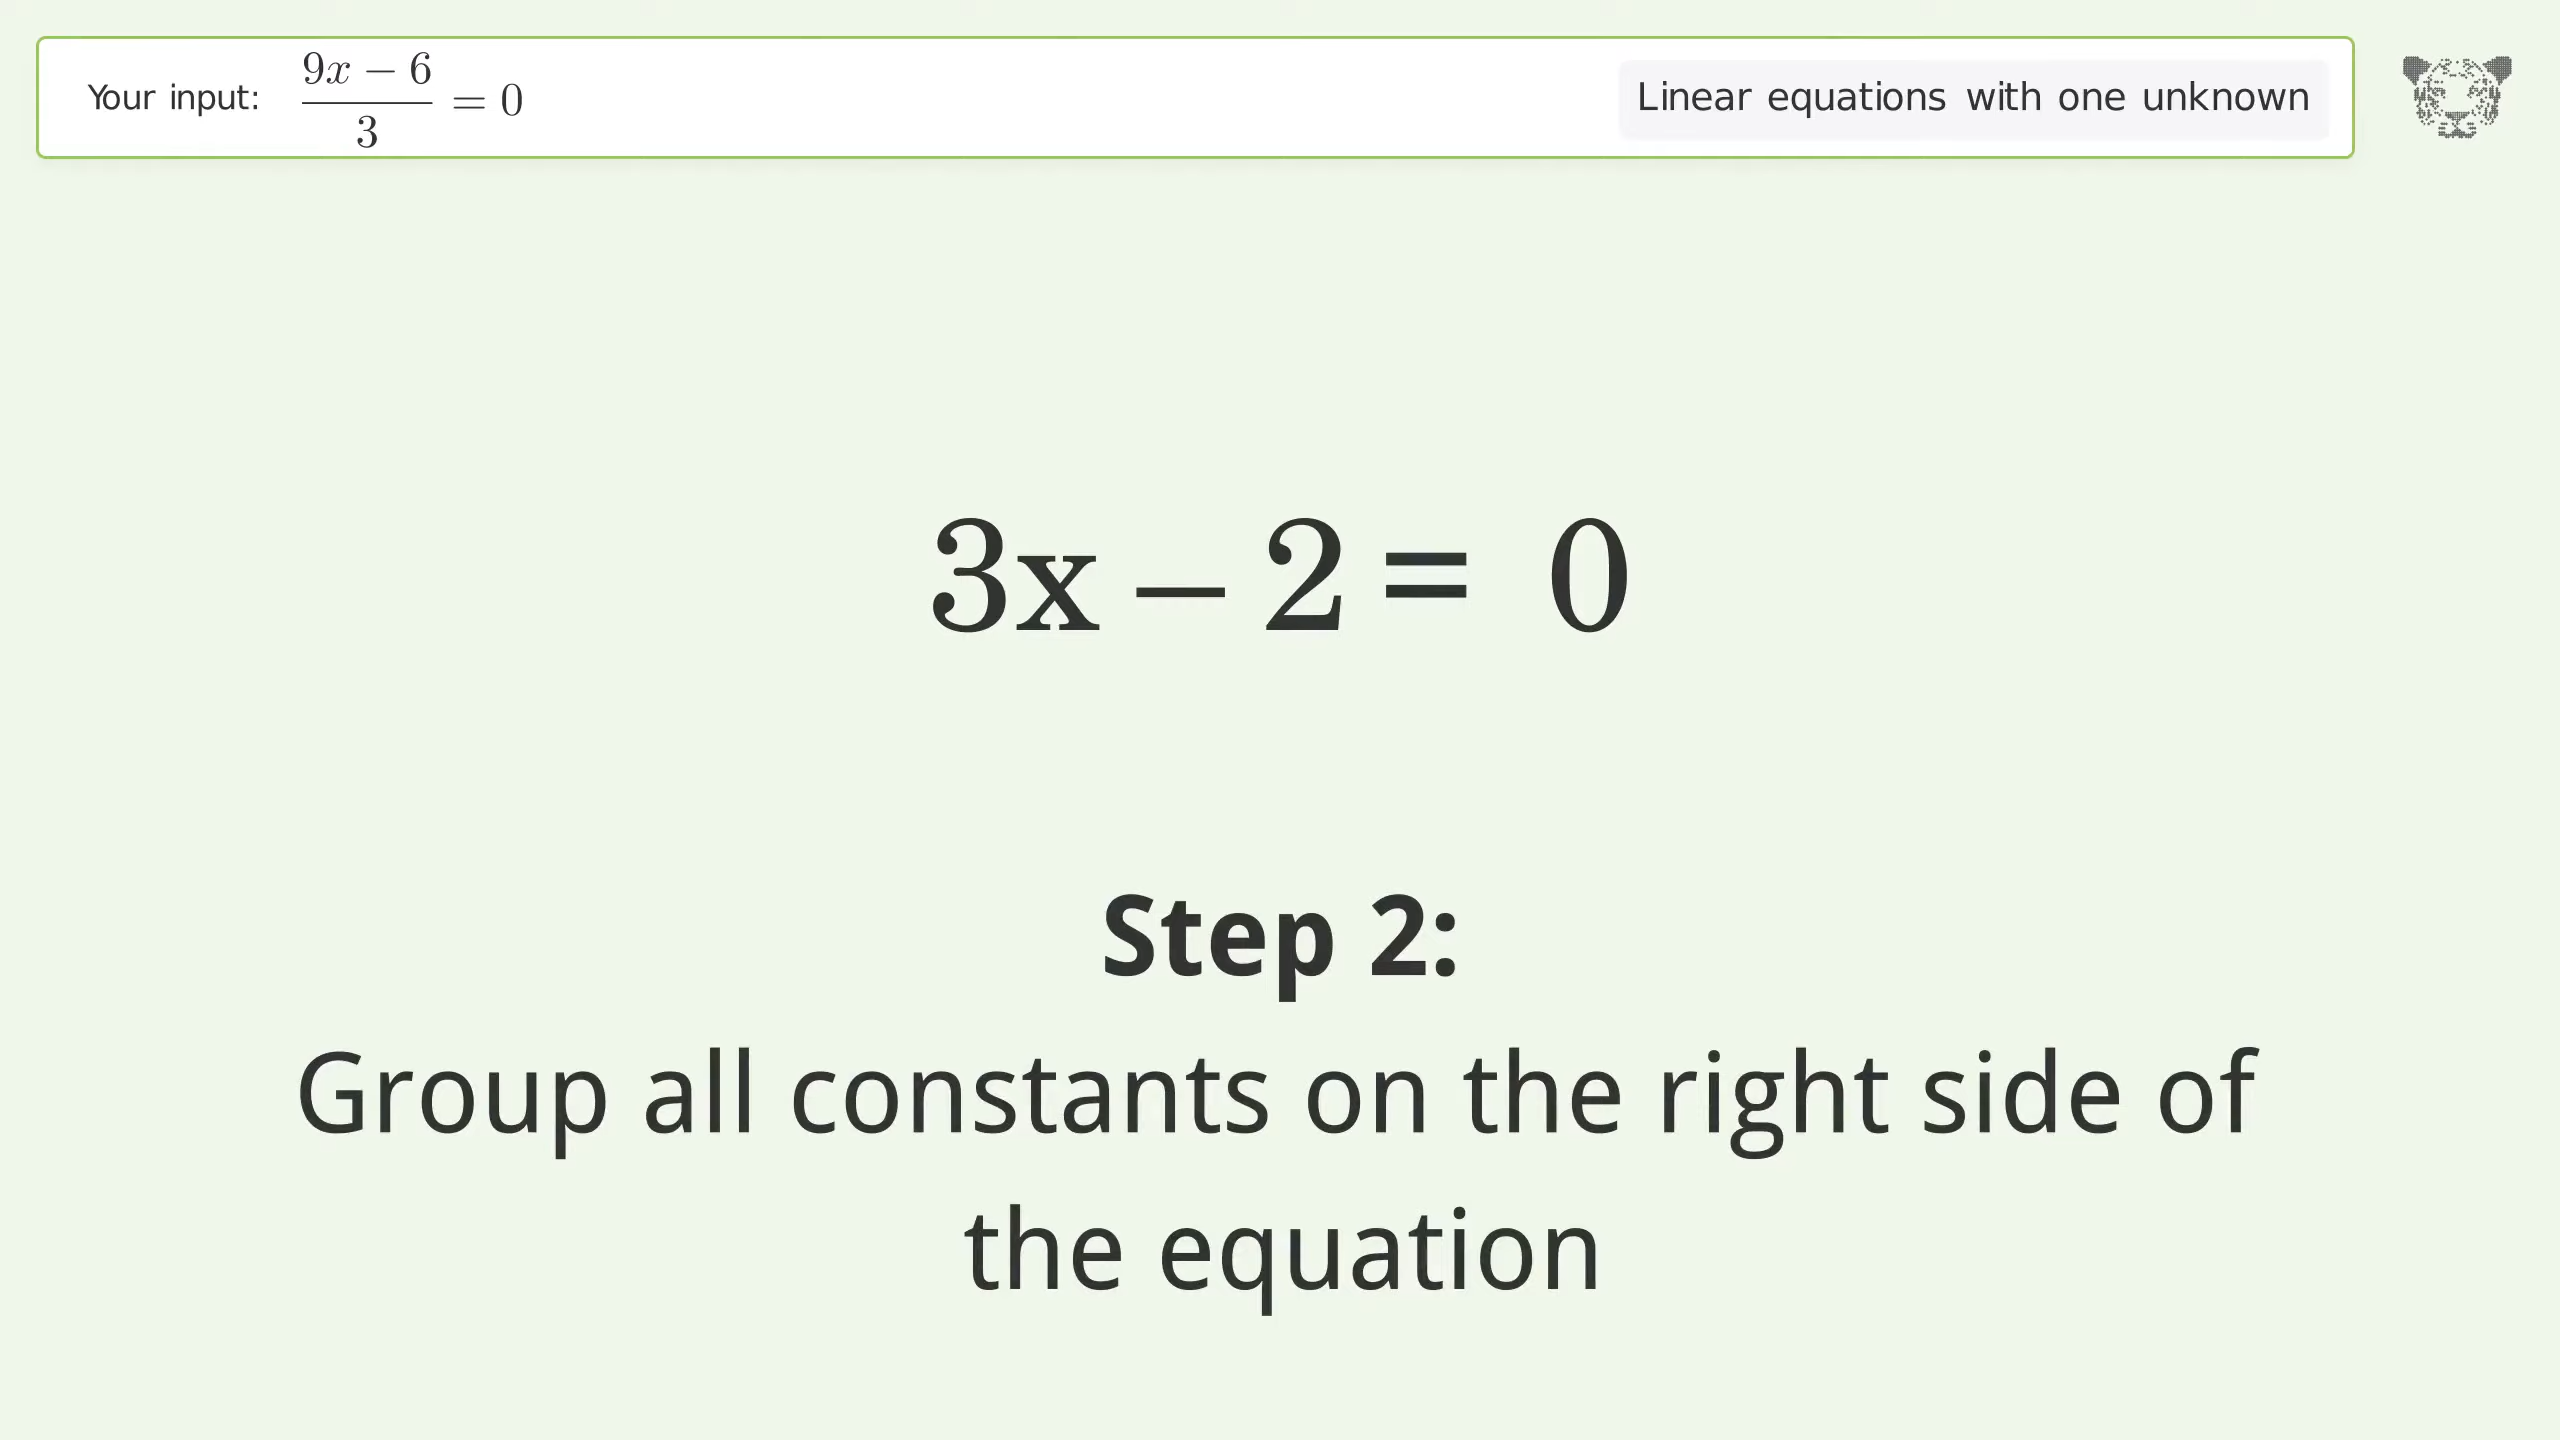 Your input: (9x − 6)/3 = 0
Linear equations with one unknown
3x – 2 = 0
Step 2:
Group all constants on the right side of
the equation